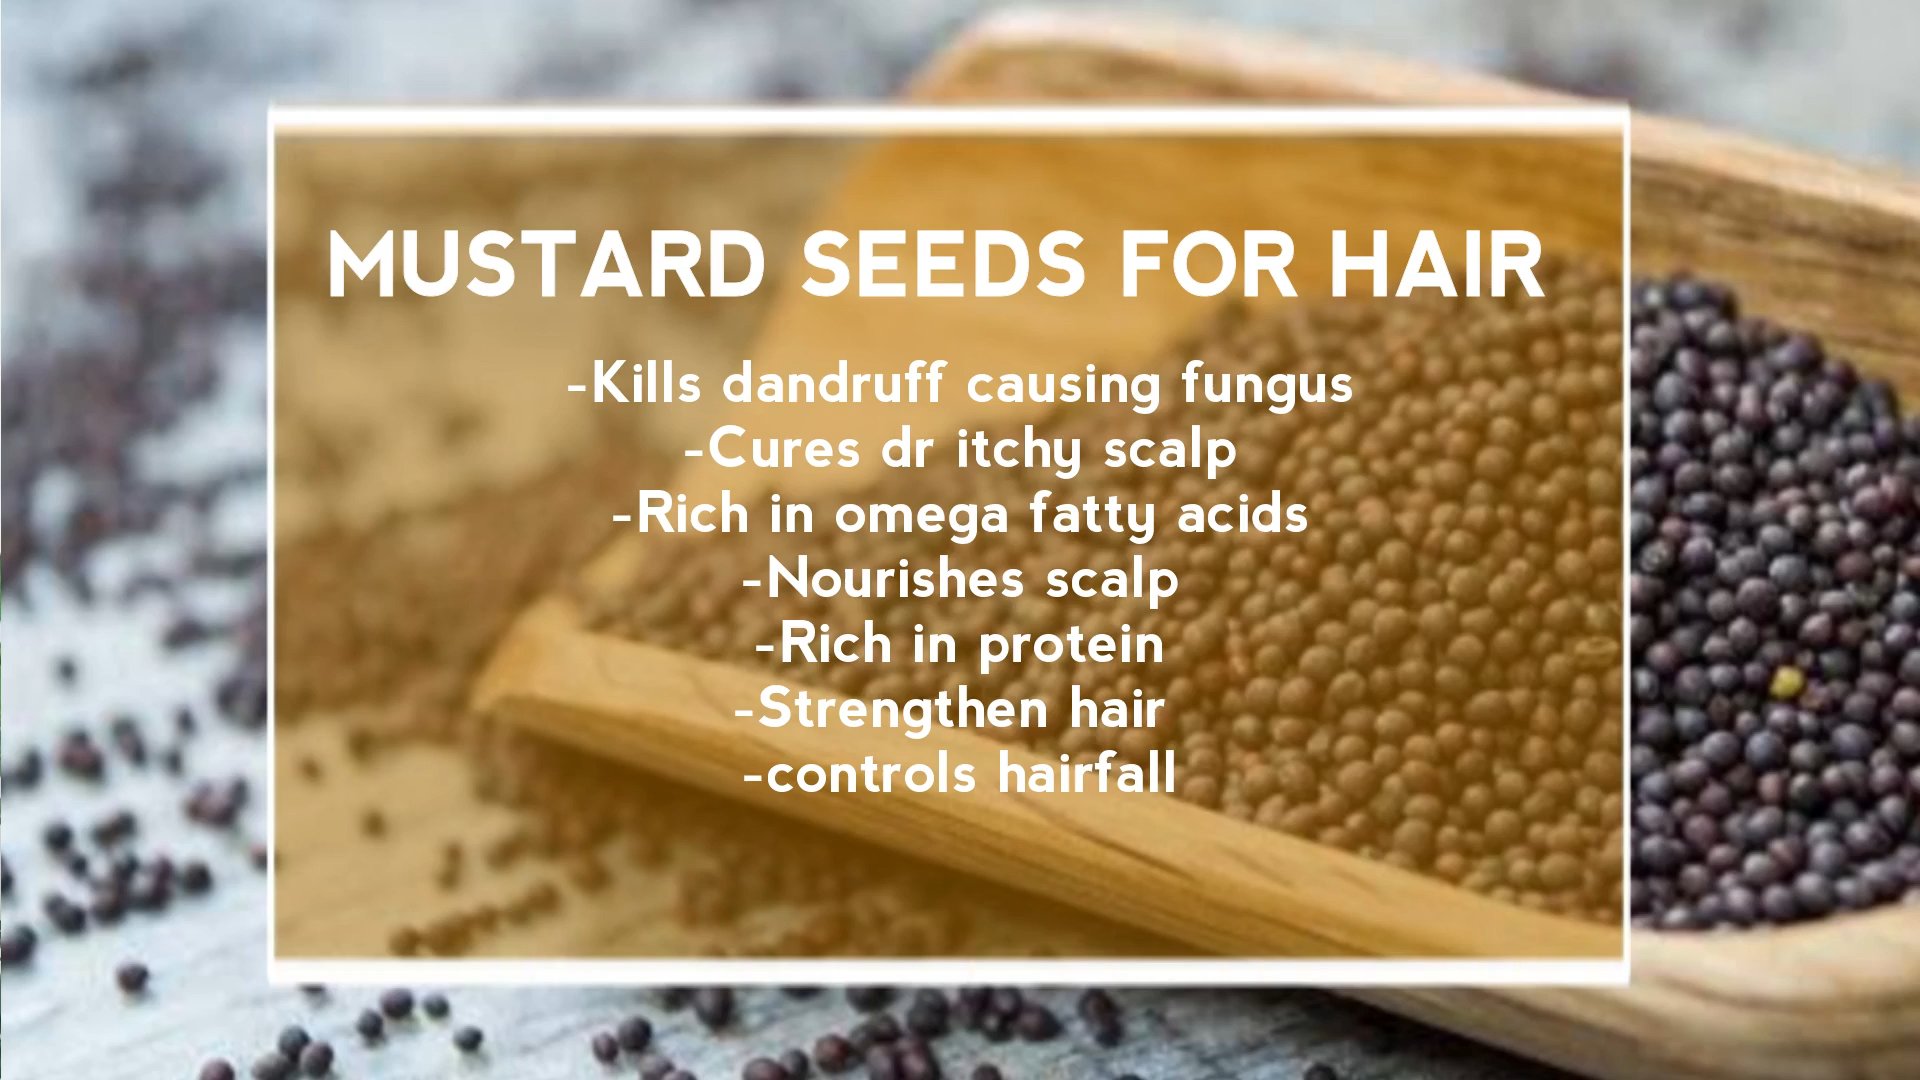 MUSTARD SEEDS FOR HAIR
-Kills dandruff causing fungus
-Cures dr itchy scalp
-Rich in omega fatty acids
-Nourishes scalp
-Rich in protein
-Strengthen hair
-controls hairfall